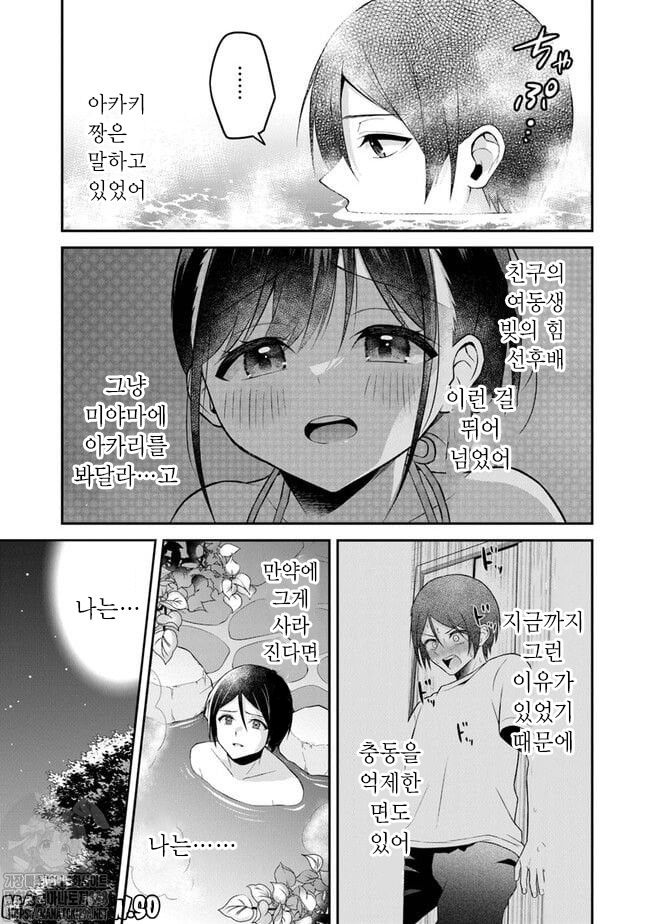 ちゃ
ぷ…
……
아카키
짱은
말하고
있었어
친구의
여동생
빚의 힘
선후배
이런 걸
뛰어
넘었어
그냥
미야마에
아카리를
봐달라…고
지금까지
그런
이유가
있었기
때문에
충동을
억제한
면도
있어
만약에
그게
사라
진다면
나는……
나는…